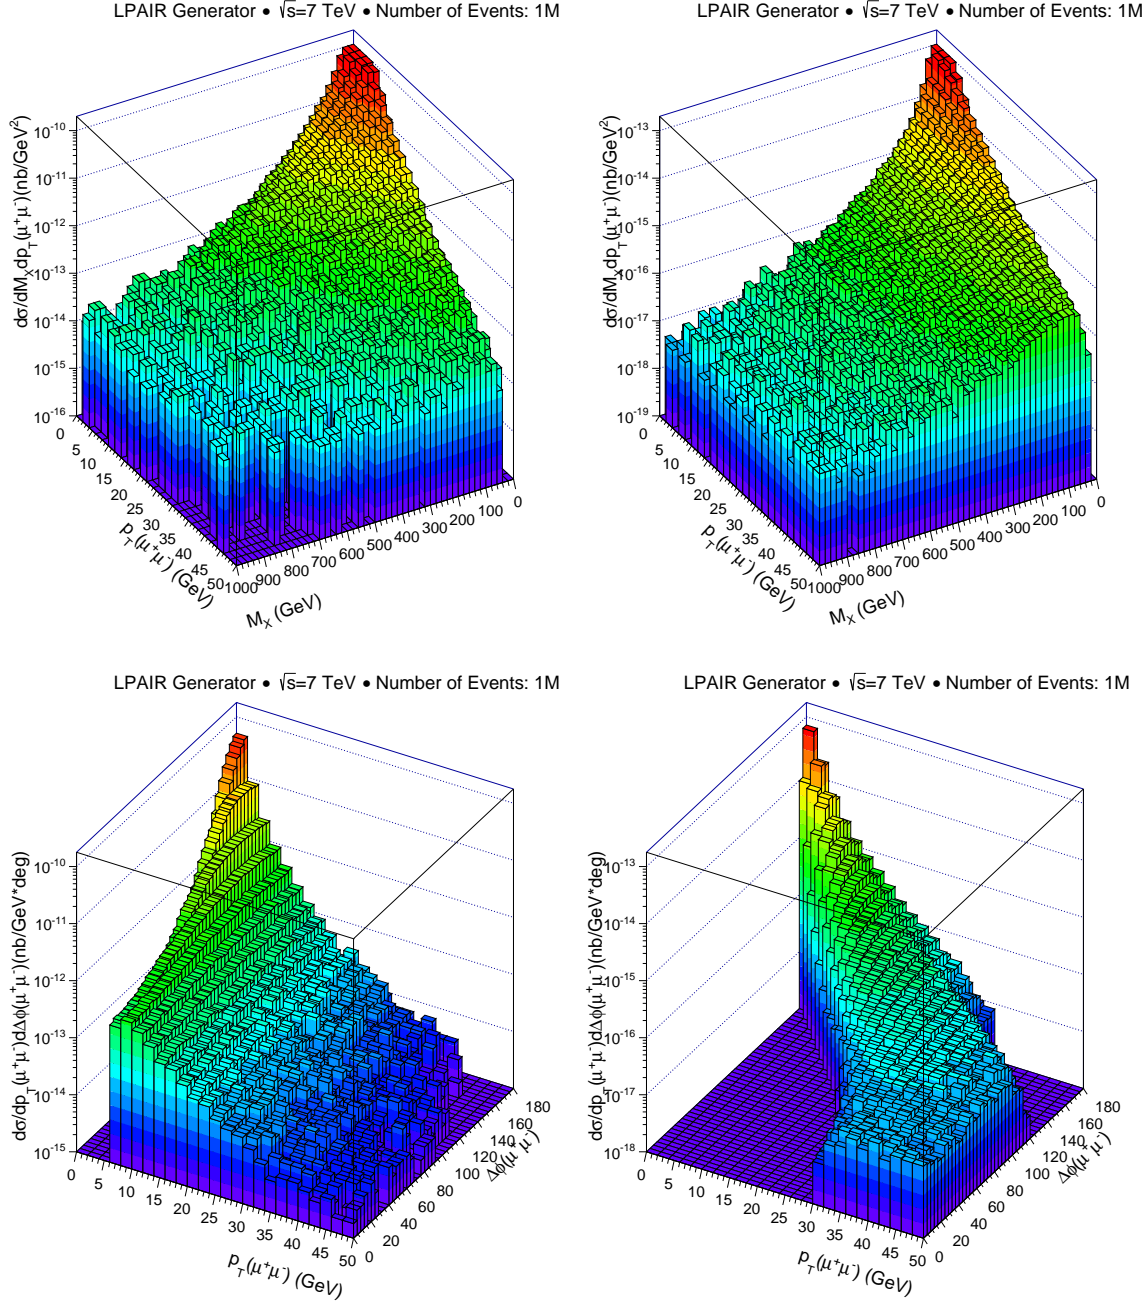 LPAIR Generator • √s=7 TeV • Number of Events: 1M
dσ/dM_X dp_T(μ⁺μ⁻)(nb/GeV²)
10⁻¹⁰
10⁻¹¹
10⁻¹²
10⁻¹³
10⁻¹⁴
10⁻¹⁵
10⁻¹⁶
0 5 10 15 20 25 30 35 40 45 50
p_T(μ⁺μ⁻) (GeV)
1000 900 800 700 600 500 400 300 200 100 0
M_X (GeV)
LPAIR Generator • √s=7 TeV • Number of Events: 1M
dσ/dM_X dp_T(μ⁺μ⁻)(nb/GeV²)
10⁻¹³
10⁻¹⁴
10⁻¹⁵
10⁻¹⁶
10⁻¹⁷
10⁻¹⁸
10⁻¹⁹
0 5 10 15 20 25 30 35 40 45 50
p_T(μ⁺μ⁻) (GeV)
1000 900 800 700 600 500 400 300 200 100 0
M_X (GeV)
LPAIR Generator • √s=7 TeV • Number of Events: 1M
dσ/dp_T(μ⁺μ⁻)dΔϕ(μ⁺μ⁻)(nb/GeV*deg)
10⁻¹⁰
10⁻¹¹
10⁻¹²
10⁻¹³
10⁻¹⁴
10⁻¹⁵
0 5 10 15 20 25 30 35 40 45 50
p_T(μ⁺μ⁻) (GeV)
0 20 40 60 80 100 120 140 160 180
Δϕ(μ⁺μ⁻)
LPAIR Generator • √s=7 TeV • Number of Events: 1M
dσ/dp_T(μ⁺μ⁻)dΔϕ(μ⁺μ⁻)(nb/GeV*deg)
10⁻¹³
10⁻¹⁴
10⁻¹⁵
10⁻¹⁶
10⁻¹⁷
10⁻¹⁸
0 5 10 15 20 25 30 35 40 45 50
p_T(μ⁺μ⁻) (GeV)
0 20 40 60 80 100 120 140 160 180
Δϕ(μ⁺μ⁻)